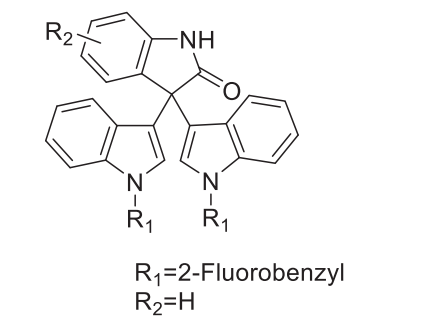 R₂
NH
O
N
N
R₁
R₁
R₁=2-Fluorobenzyl
R₂=H